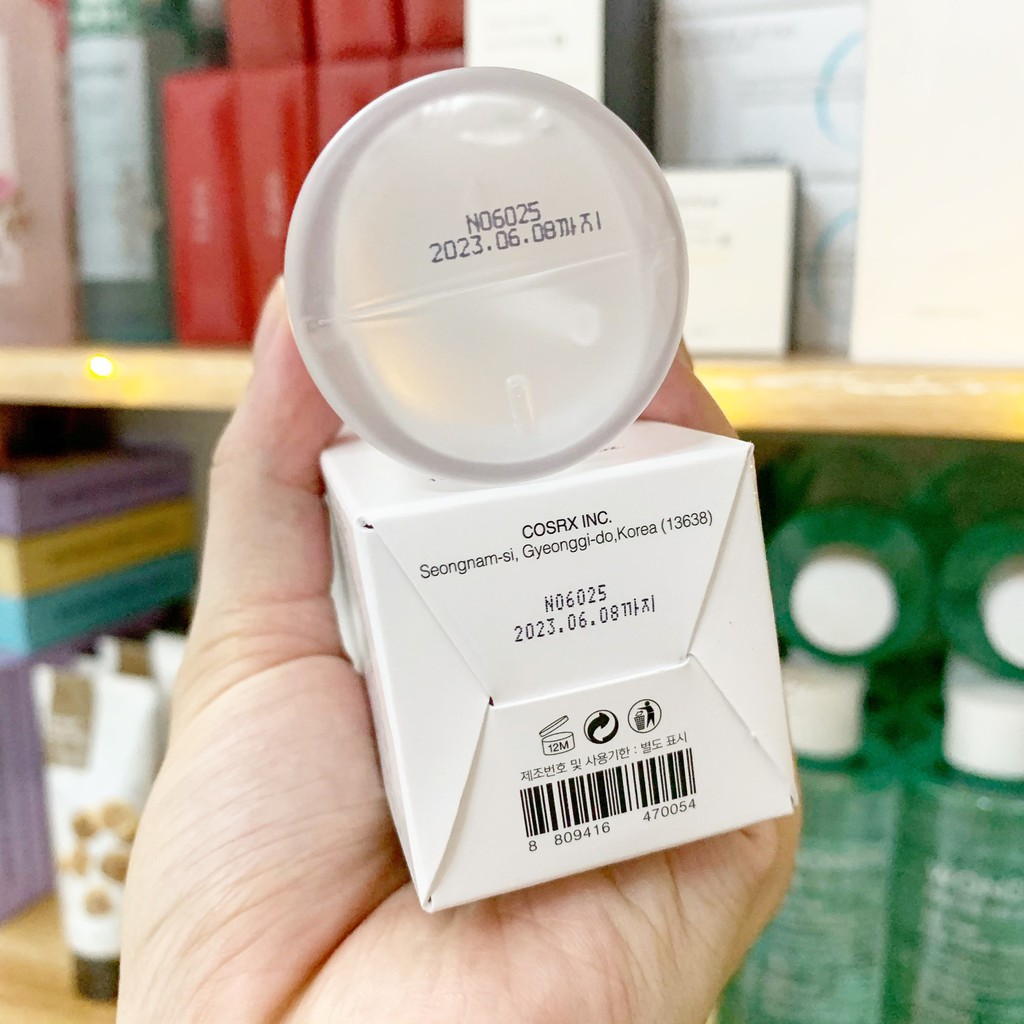 N06025
2023.06.08까지
COSRX INC.
Seongnam-si, Gyeonggi-do,Korea (13638)
N06025
2023.06.08까지
12M
제조번호 및 사용기한 : 별도 표시
8 809416 470054